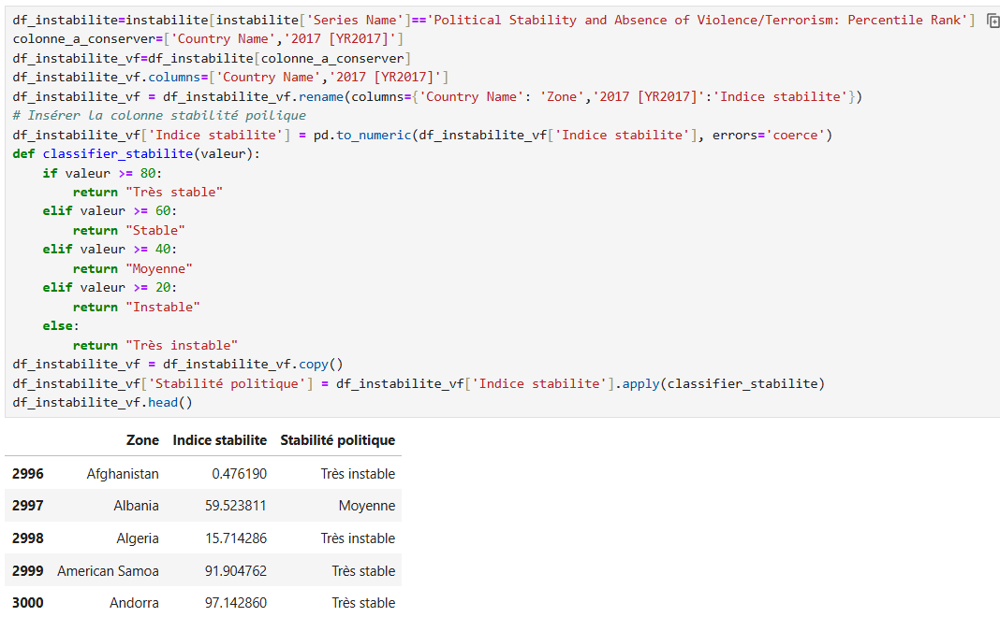 df_instabilite=instabilite[instabilite['Series Name']=='Political Stability and Absence of Violence/Terrorism: Percentile Rank']
colonne_a_conserver=['Country Name','2017 [YR2017]']
df_instabilite_vf=df_instabilite[colonne_a_conserver]
df_instabilite_vf.columns=['Country Name','2017 [YR2017]']
df_instabilite_vf = df_instabilite_vf.rename(columns={'Country Name': 'Zone','2017 [YR2017]':'Indice stabilite'})
# Insérer la colonne stabilité poilique
df_instabilite_vf['Indice stabilite'] = pd.to_numeric(df_instabilite_vf['Indice stabilite'], errors='coerce')
def classifier_stabilite(valeur):
    if valeur >= 80:
        return "Très stable"
    elif valeur >= 60:
        return "Stable"
    elif valeur >= 40:
        return "Moyenne"
    elif valeur >= 20:
        return "Instable"
    else:
        return "Très instable"
df_instabilite_vf = df_instabilite_vf.copy()
df_instabilite_vf['Stabilité politique'] = df_instabilite_vf['Indice stabilite'].apply(classifier_stabilite)
df_instabilite_vf.head()
Zone Indice stabilite Stabilité politique
2996 Afghanistan 0.476190 Très instable
2997 Albania 59.523811 Moyenne
2998 Algeria 15.714286 Très instable
2999 American Samoa 91.904762 Très stable
3000 Andorra 97.142860 Très stable